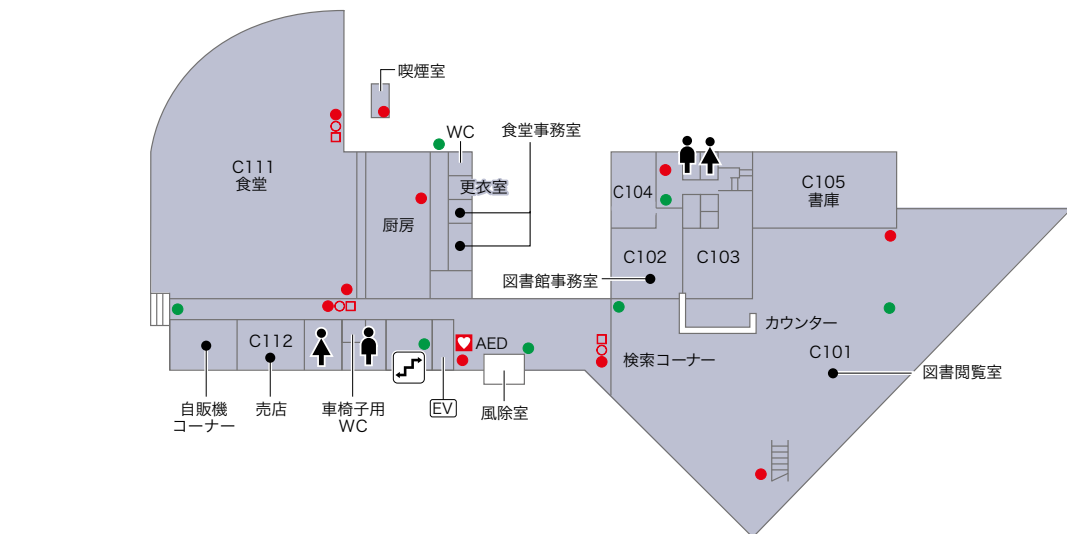 喫煙室
WC
食堂事務室
C111
食堂
更衣室
厨房
C104
C105
書庫
C102
C103
図書館事務室
カウンター
C112
AED
検索コーナー
C101
図書閲覧室
自販機
コーナー
売店
車椅子用
WC
EV
風除室